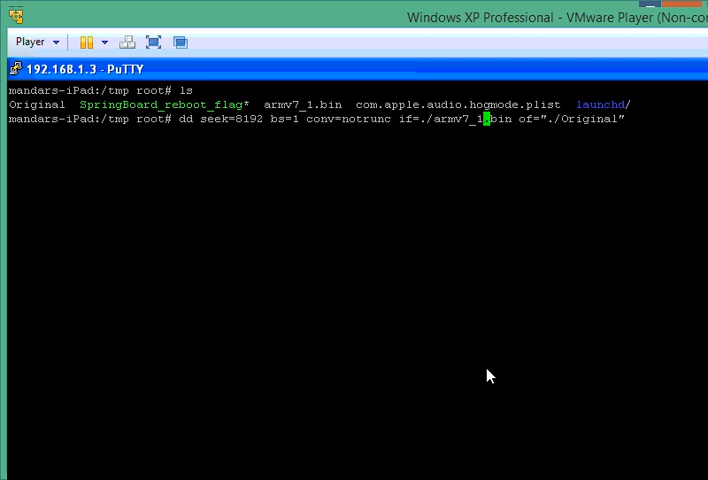 Windows XP Professional - VMware Player (Non-co
Player
192.168.1.3 - PuTTY
mandars-iPad:/tmp root# ls
Original SpringBoard_reboot_flag* armv7_1.bin com.apple.audio.hogmode.plist launchd/
mandars-iPad:/tmp root# dd seek=8192 bs=1 conv=notrunc if=./armv7_1.bin of="./Original"